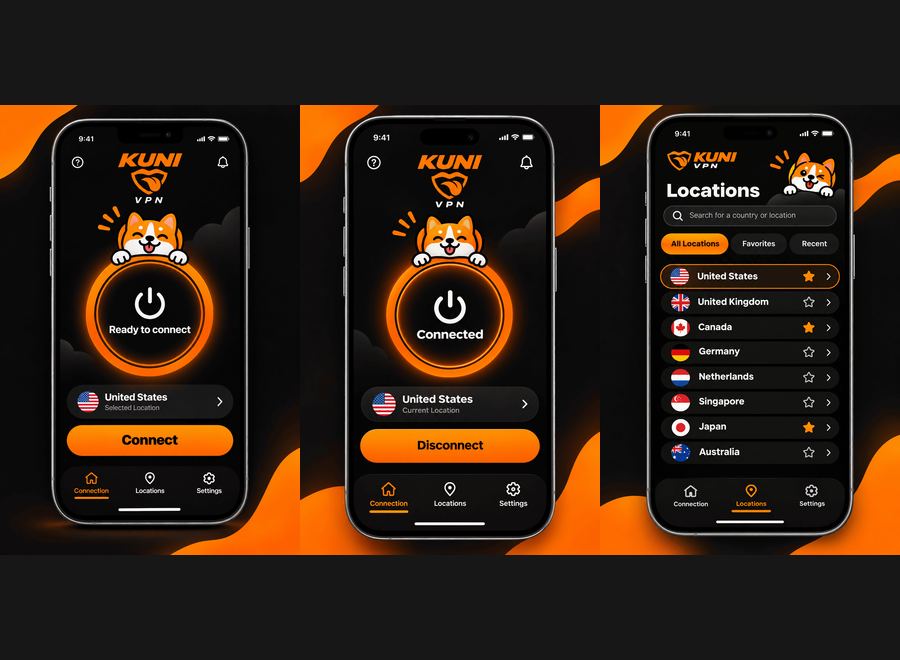 9:41
KUNI
VPN
Ready to connect
United States
Selected Location
Connect
Connection
Locations
Settings
9:41
KUNI
VPN
Connected
United States
Current Location
Disconnect
Connection
Locations
Settings
9:41
KUNI
VPN
Locations
Search for a country or location
All Locations
Favorites
Recent
United States
United Kingdom
Canada
Germany
Netherlands
Singapore
Japan
Australia
Connection
Locations
Settings